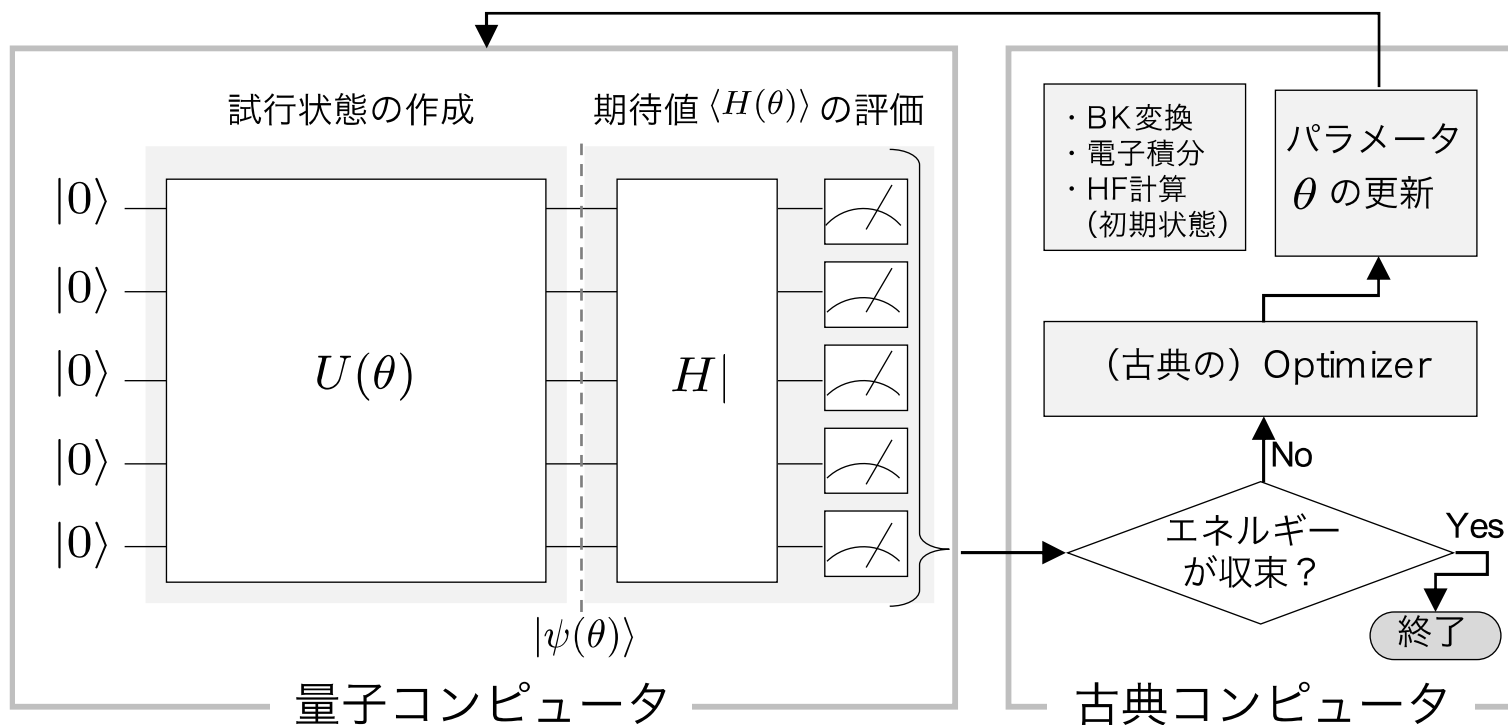 試行状態の作成
期待値 ⟨H(θ)⟩ の評価
|0⟩
|0⟩
|0⟩
|0⟩
|0⟩
U(θ)
H|
|ψ(θ)⟩
量子コンピュータ
・BK変換
・電子積分
・HF計算
（初期状態）
パラメータ
θ の更新
（古典の）Optimizer
No
エネルギー
が収束？
Yes
終了
古典コンピュータ